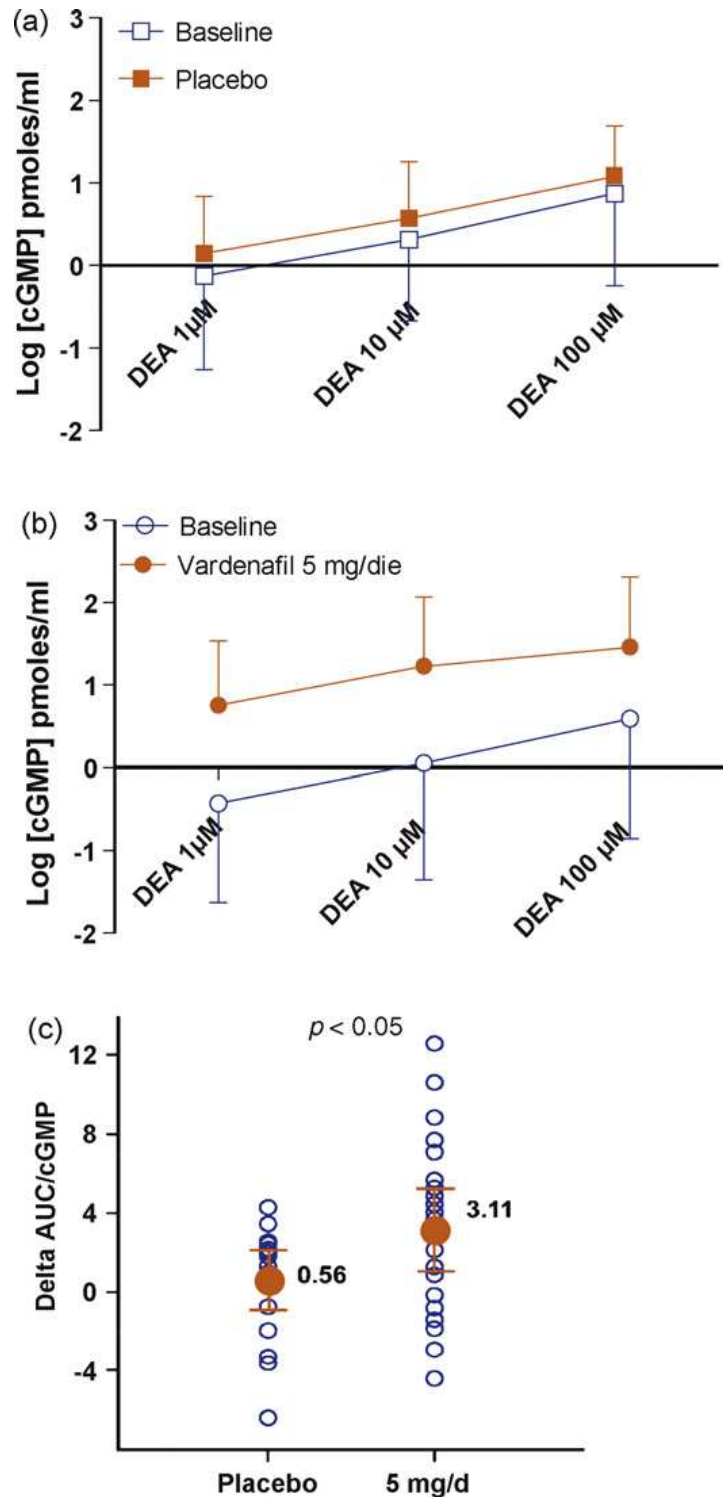 (a)
Baseline
Placebo
Log [cGMP] pmoles/ml
3
2
1
0
-1
-2
DEA 1µM
DEA 10 µM
DEA 100 µM
(b)
Baseline
Vardenafil 5 mg/die
Log [cGMP] pmoles/ml
3
2
1
0
-1
-2
DEA 1µM
DEA 10 µM
DEA 100 µM
(c)
p < 0.05
Delta AUC/cGMP
12
8
4
0
-4
3.11
0.56
Placebo
5 mg/d